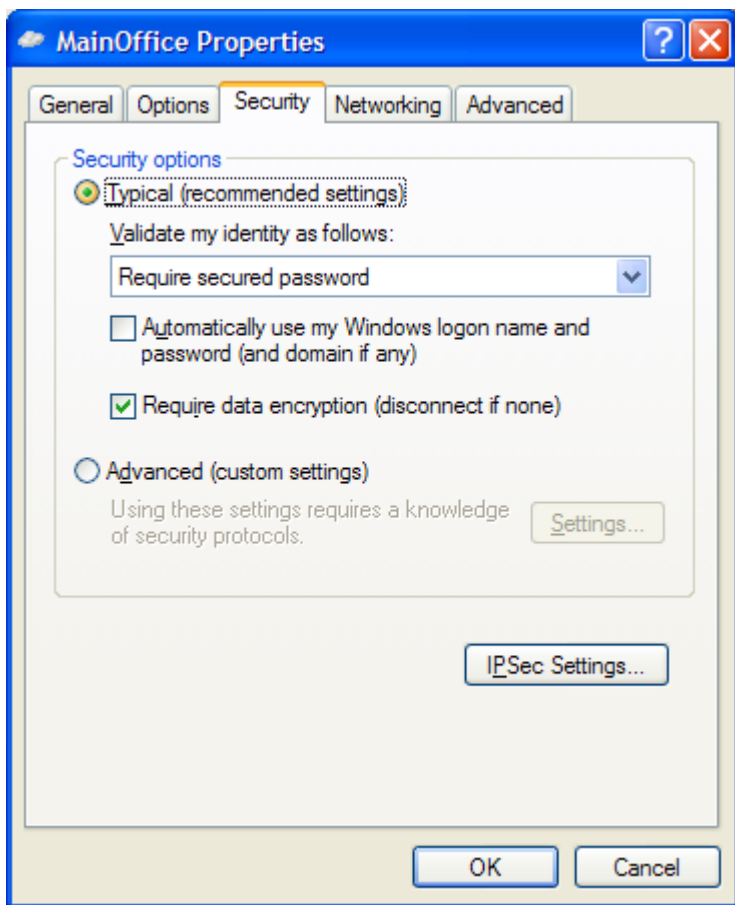 MainOffice Properties
?
General Options Security Networking Advanced
Security options
Typical (recommended settings)
Validate my identity as follows:
Require secured password
Automatically use my Windows logon name and
password (and domain if any)
Require data encryption (disconnect if none)
Advanced (custom settings)
Using these settings requires a knowledge
of security protocols.
Settings...
IPSec Settings...
OK Cancel